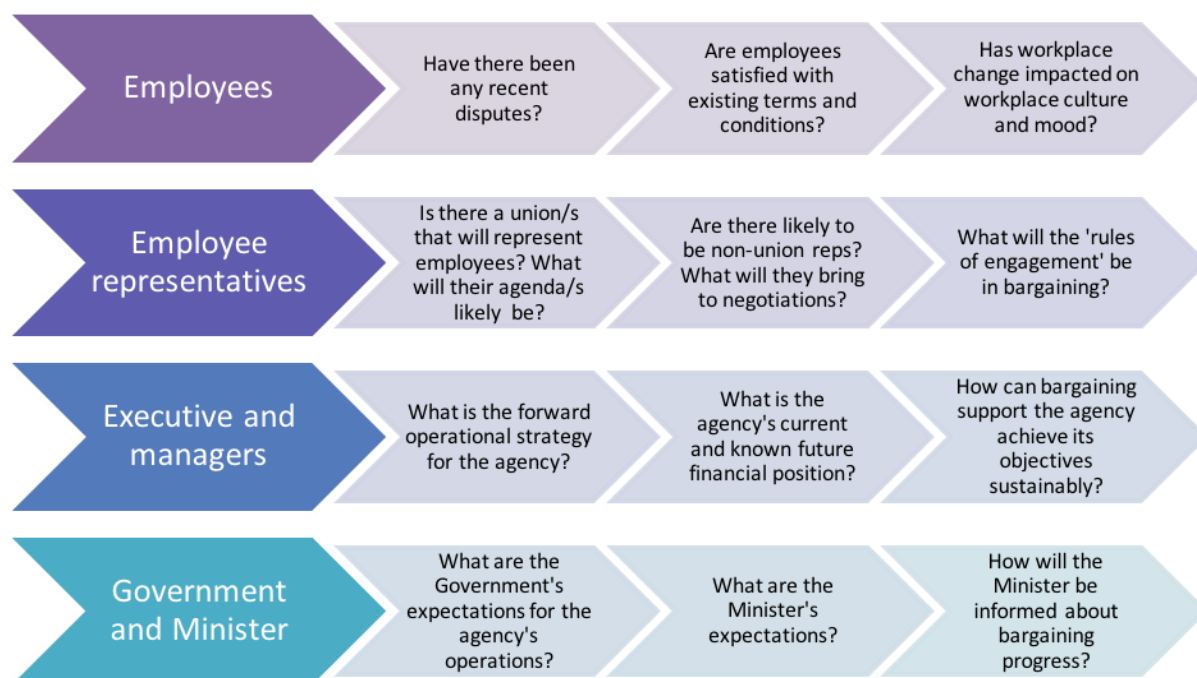 Employees
Have there been
any recent
disputes?
Are employees
satisfied with
existing terms and
conditions?
Has workplace
change impacted on
workplace culture
and mood?
Employee
representatives
Is there a union/s
that will represent
employees? What
will their agenda/s
likely be?
Are there likely to
be non-union reps?
What will they bring
to negotiations?
What will the 'rules
of engagement' be
in bargaining?
Executive and
managers
What is the forward
operational strategy
for the agency?
What is the
agency's current
and known future
financial position?
How can bargaining
support the agency
achieve its
objectives
sustainably?
Government
and Minister
What are the
Government's
expectations for the
agency's
operations?
What are the
Minister's
expectations?
How will the
Minister be
informed about
bargaining
progress?